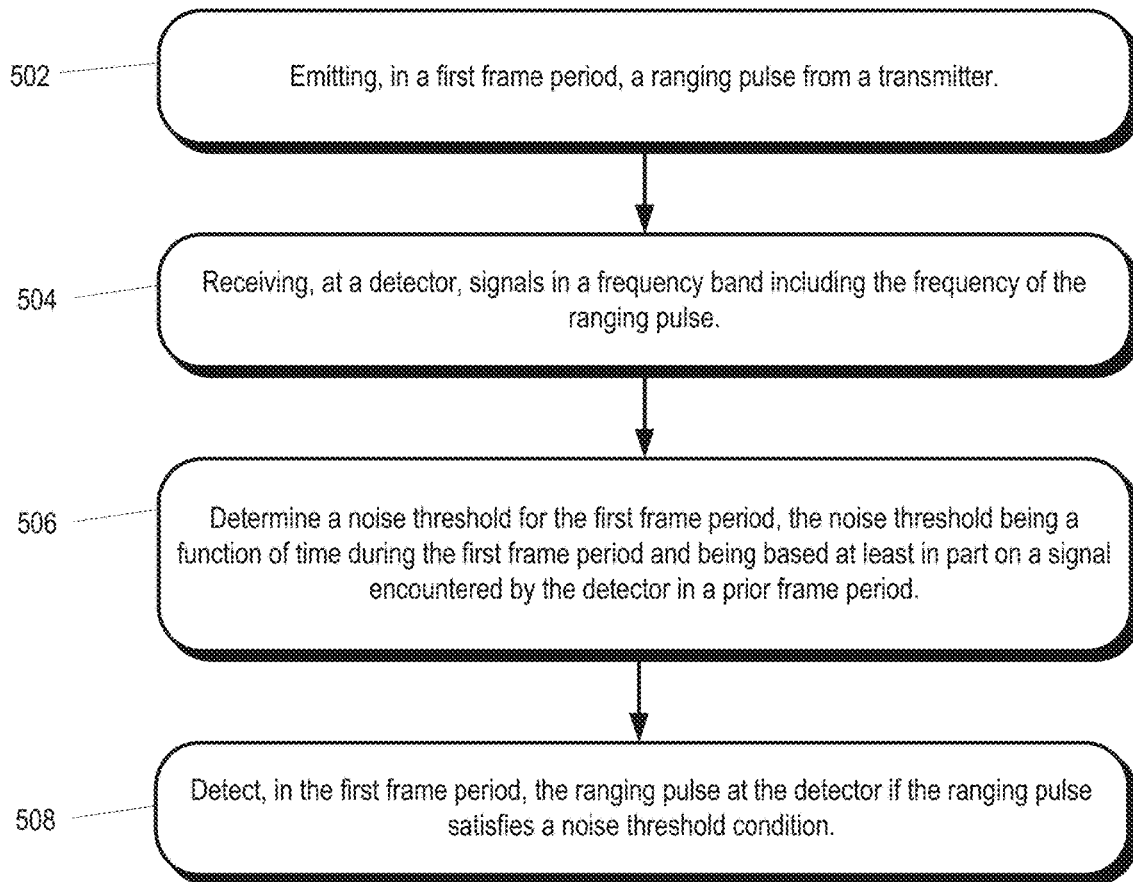 502
Emitting, in a first frame period, a ranging pulse from a transmitter.
504
Receiving, at a detector, signals in a frequency band including the frequency of the
ranging pulse.
506
Determine a noise threshold for the first frame period, the noise threshold being a
function of time during the first frame period and being based at least in part on a signal
encountered by the detector in a prior frame period.
508
Detect, in the first frame period, the ranging pulse at the detector if the ranging pulse
satisfies a noise threshold condition.